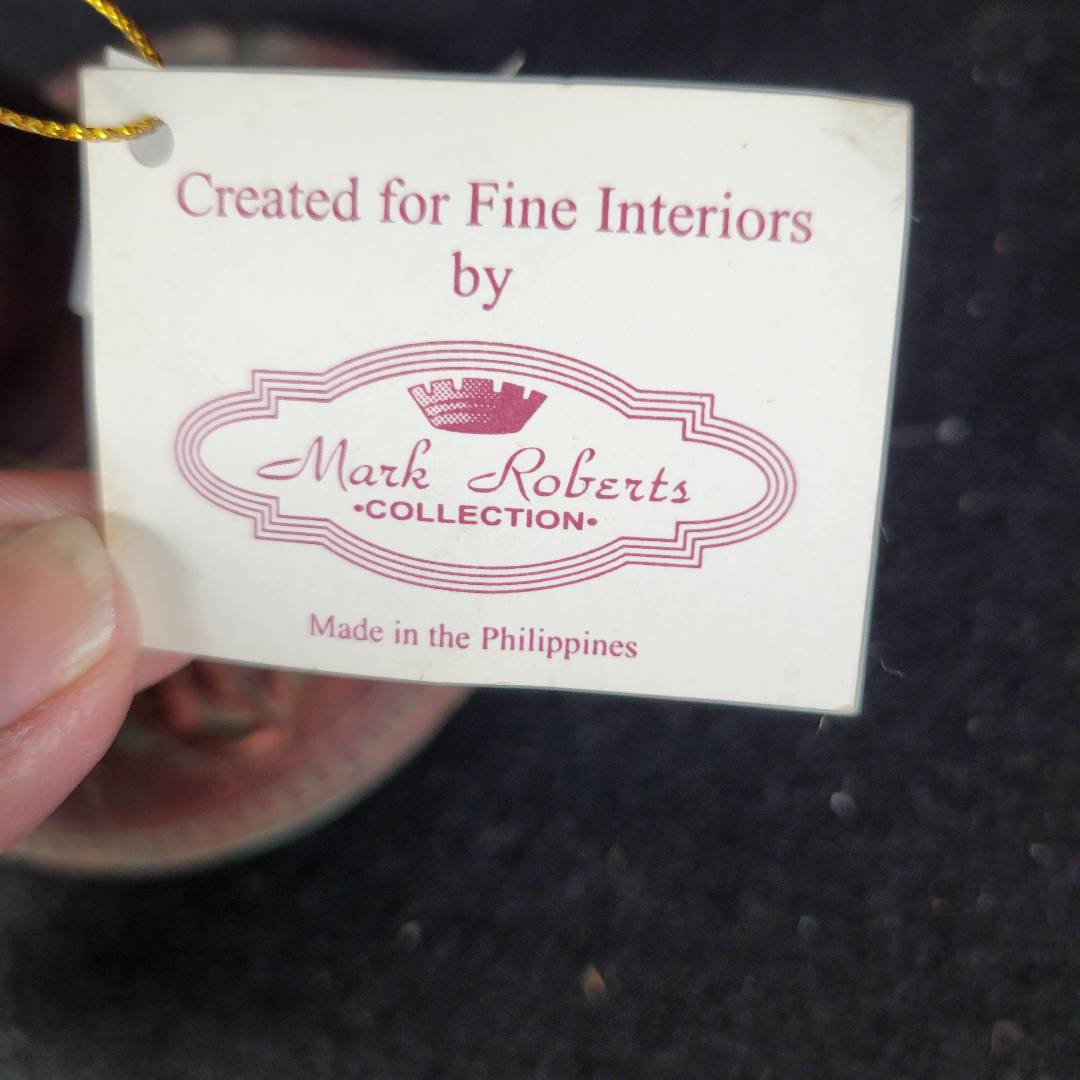 Created for Fine Interiors
by
Mark Roberts
•COLLECTION•
Made in the Philippines